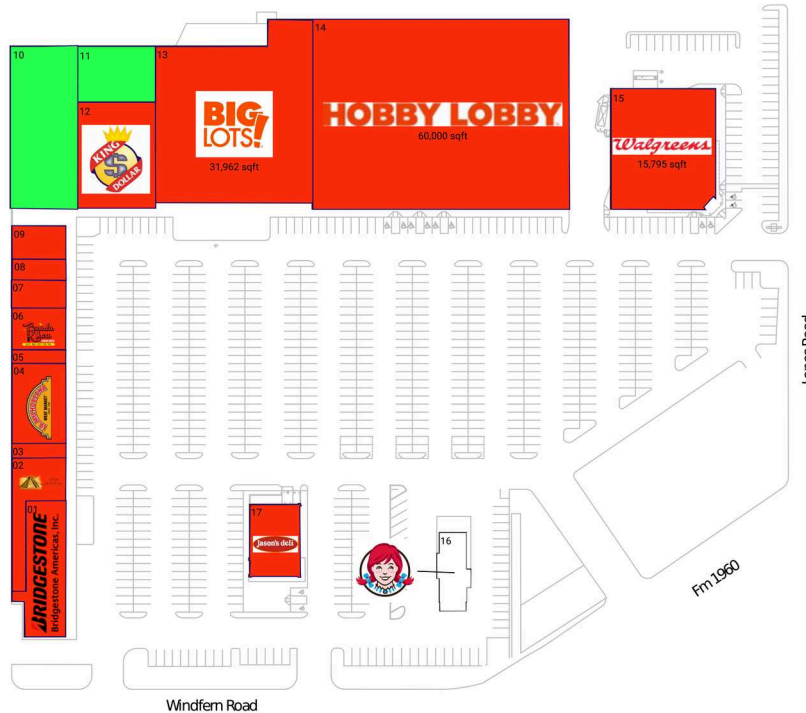 10
11
12
KING
$
DOLLAR
13
BIG
LOTS!
31,962 sqft
14
HOBBY LOBBY
60,000 sqft
15
Walgreens
15,795 sqft
09
08
07
06
05
04
MEAT MARKET
03
02
01
BRIDGESTONE
Bridgestone Americas, Inc.
17
Jason's deli
16
Fm 1960
Windfern Road
Road